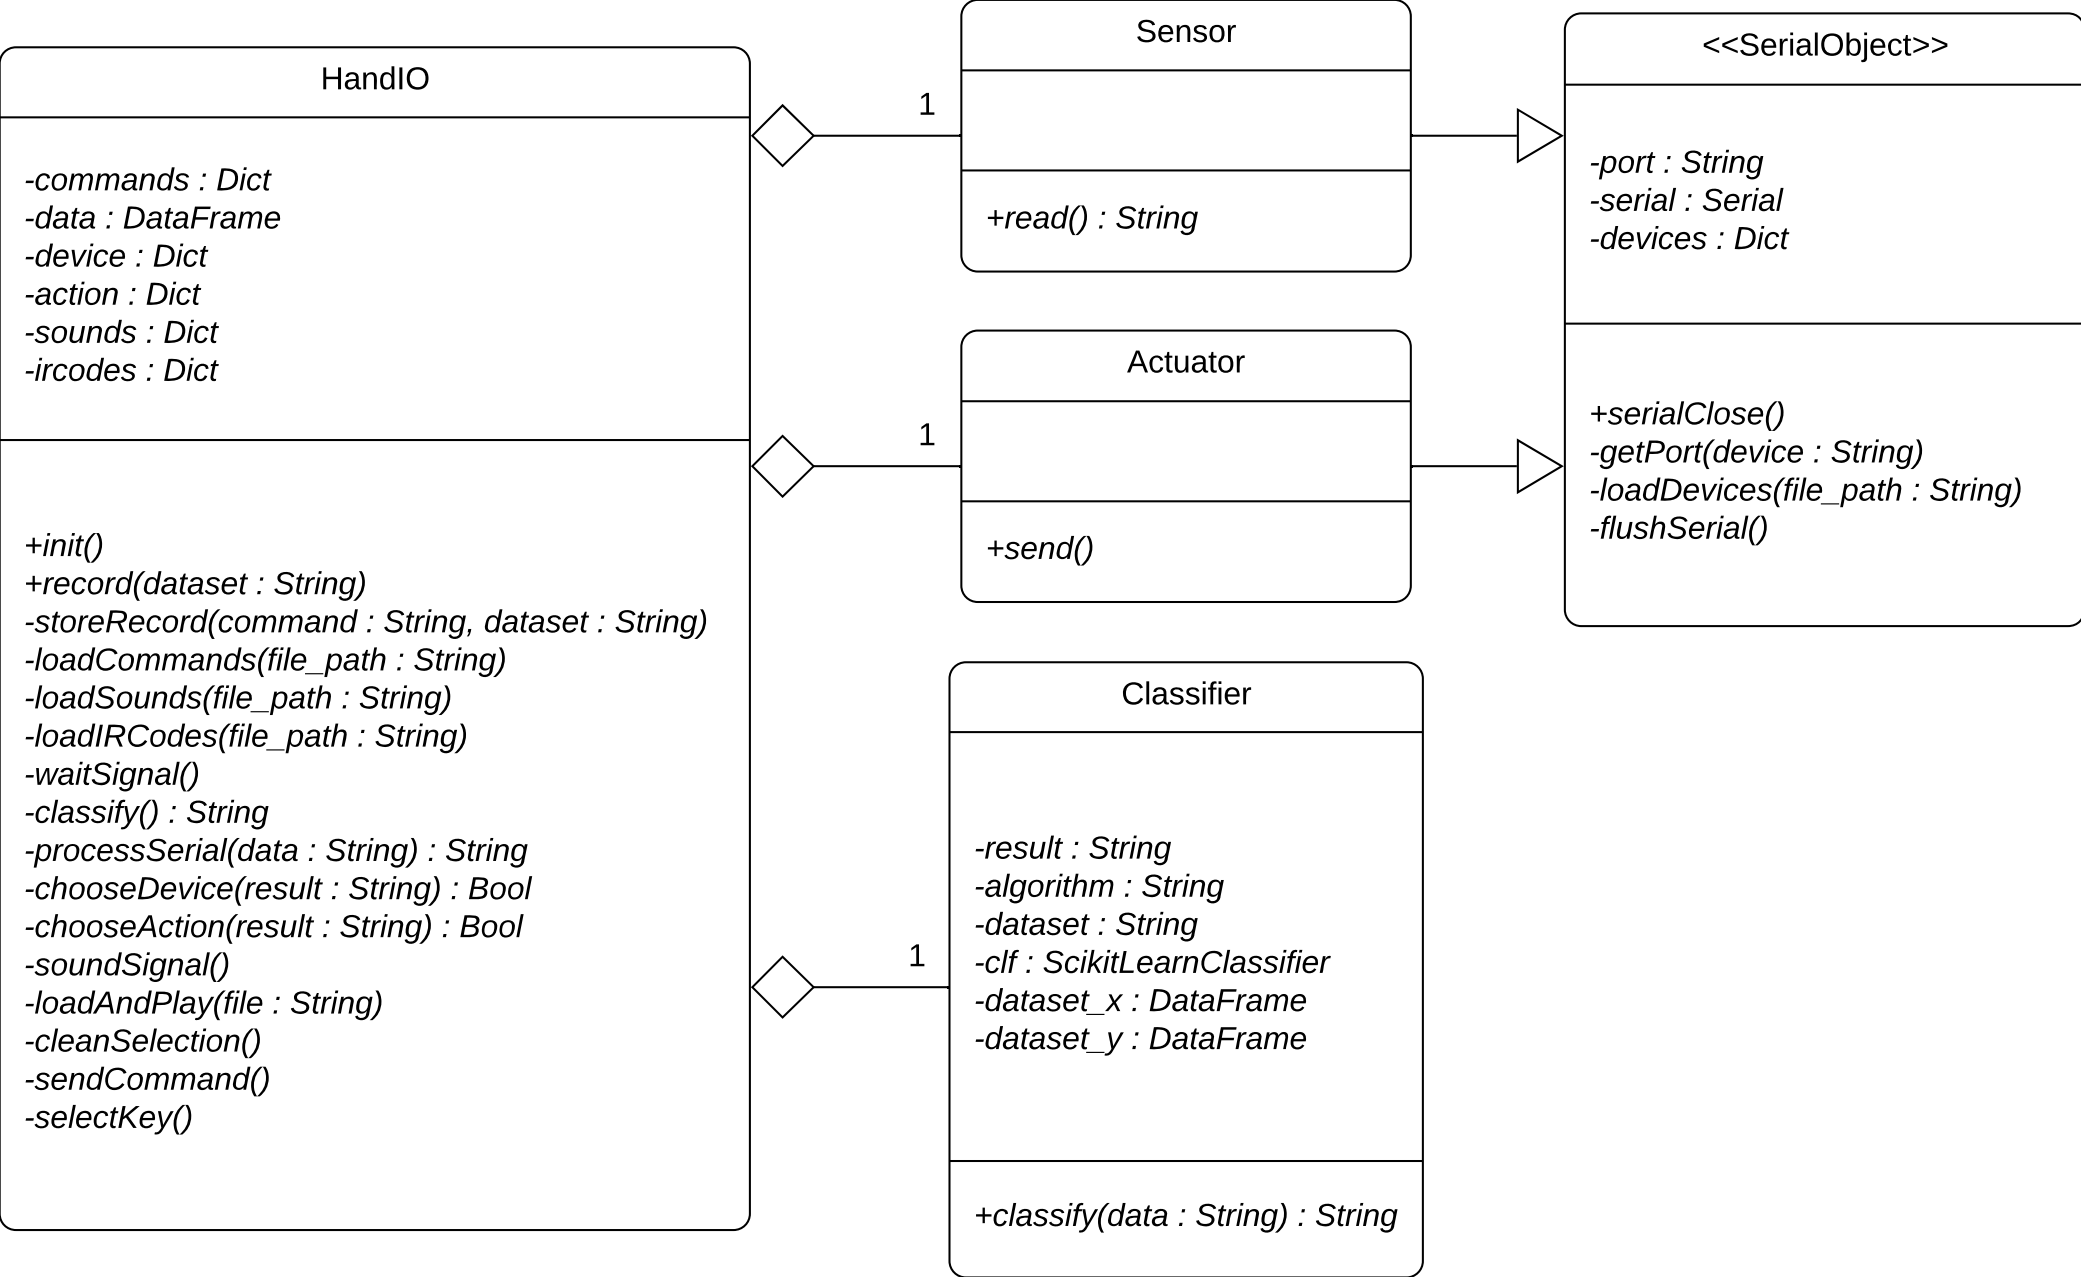 HandIO
-commands : Dict
-data : DataFrame
-device : Dict
-action : Dict
-sounds : Dict
-ircodes : Dict
+init()
+record(dataset : String)
-storeRecord(command : String, dataset : String)
-loadCommands(file_path : String)
-loadSounds(file_path : String)
-loadIRCodes(file_path : String)
-waitSignal()
-classify() : String
-processSerial(data : String) : String
-chooseDevice(result : String) : Bool
-chooseAction(result : String) : Bool
-soundSignal()
-loadAndPlay(file : String)
-cleanSelection()
-sendCommand()
-selectKey()
1
Sensor
+read() : String
1
Actuator
+send()
1
Classifier
-result : String
-algorithm : String
-dataset : String
-clf : ScikitLearnClassifier
-dataset_x : DataFrame
-dataset_y : DataFrame
+classify(data : String) : String
<<SerialObject>>
-port : String
-serial : Serial
-devices : Dict
+serialClose()
-getPort(device : String)
-loadDevices(file_path : String)
-flushSerial()